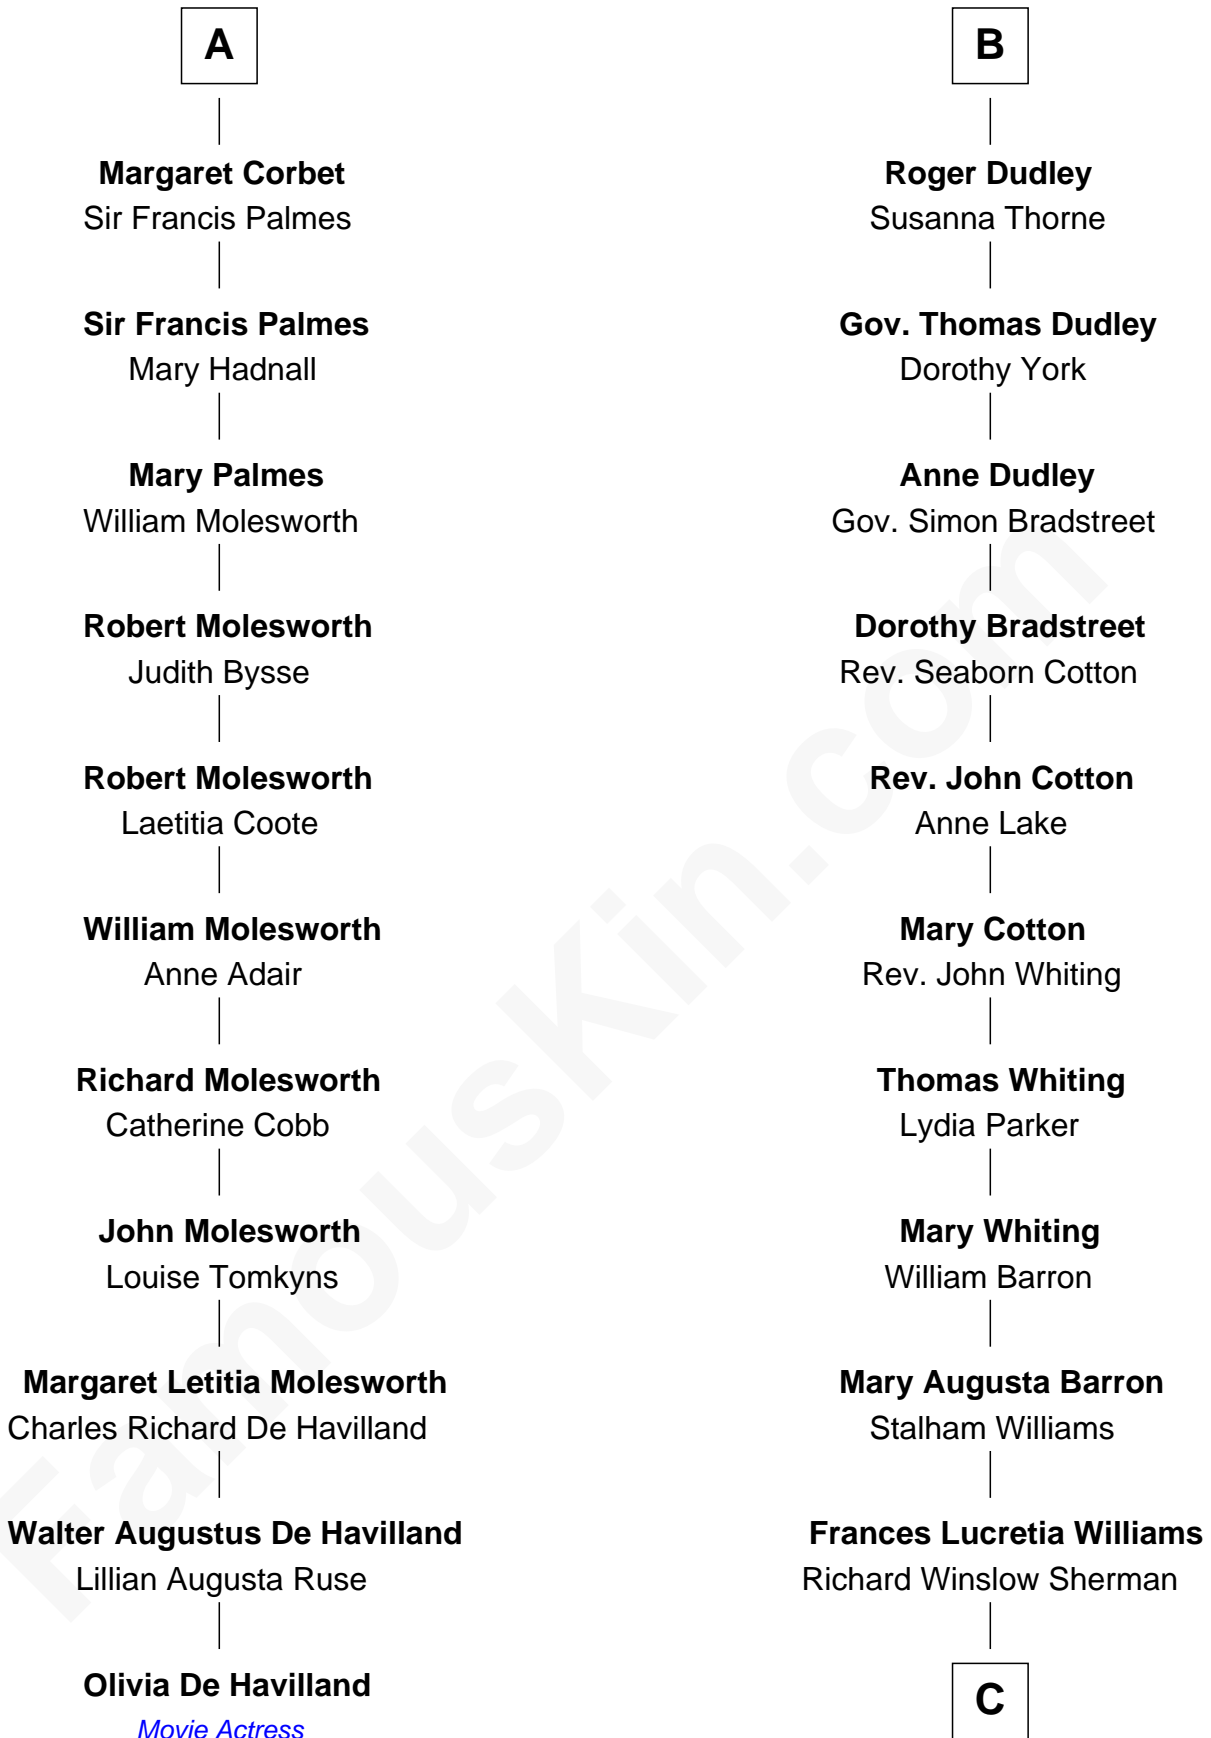 A
Margaret Corbet
Sir Francis Palmes
Sir Francis Palmes
Mary Hadnall
Mary Palmes
William Molesworth
Robert Molesworth
Judith Bysse
Robert Molesworth
Laetitia Coote
William Molesworth
Anne Adair
Richard Molesworth
Catherine Cobb
John Molesworth
Louise Tomkyns
Margaret Letitia Molesworth
Charles Richard De Havilland
Walter Augustus De Havilland
Lillian Augusta Ruse
Olivia De Havilland
Movie Actress
B
Roger Dudley
Susanna Thorne
Gov. Thomas Dudley
Dorothy York
Anne Dudley
Gov. Simon Bradstreet
Dorothy Bradstreet
Rev. Seaborn Cotton
Rev. John Cotton
Anne Lake
Mary Cotton
Rev. John Whiting
Thomas Whiting
Lydia Parker
Mary Whiting
William Barron
Mary Augusta Barron
Stalham Williams
Frances Lucretia Williams
Richard Winslow Sherman
C
FamousKin.com